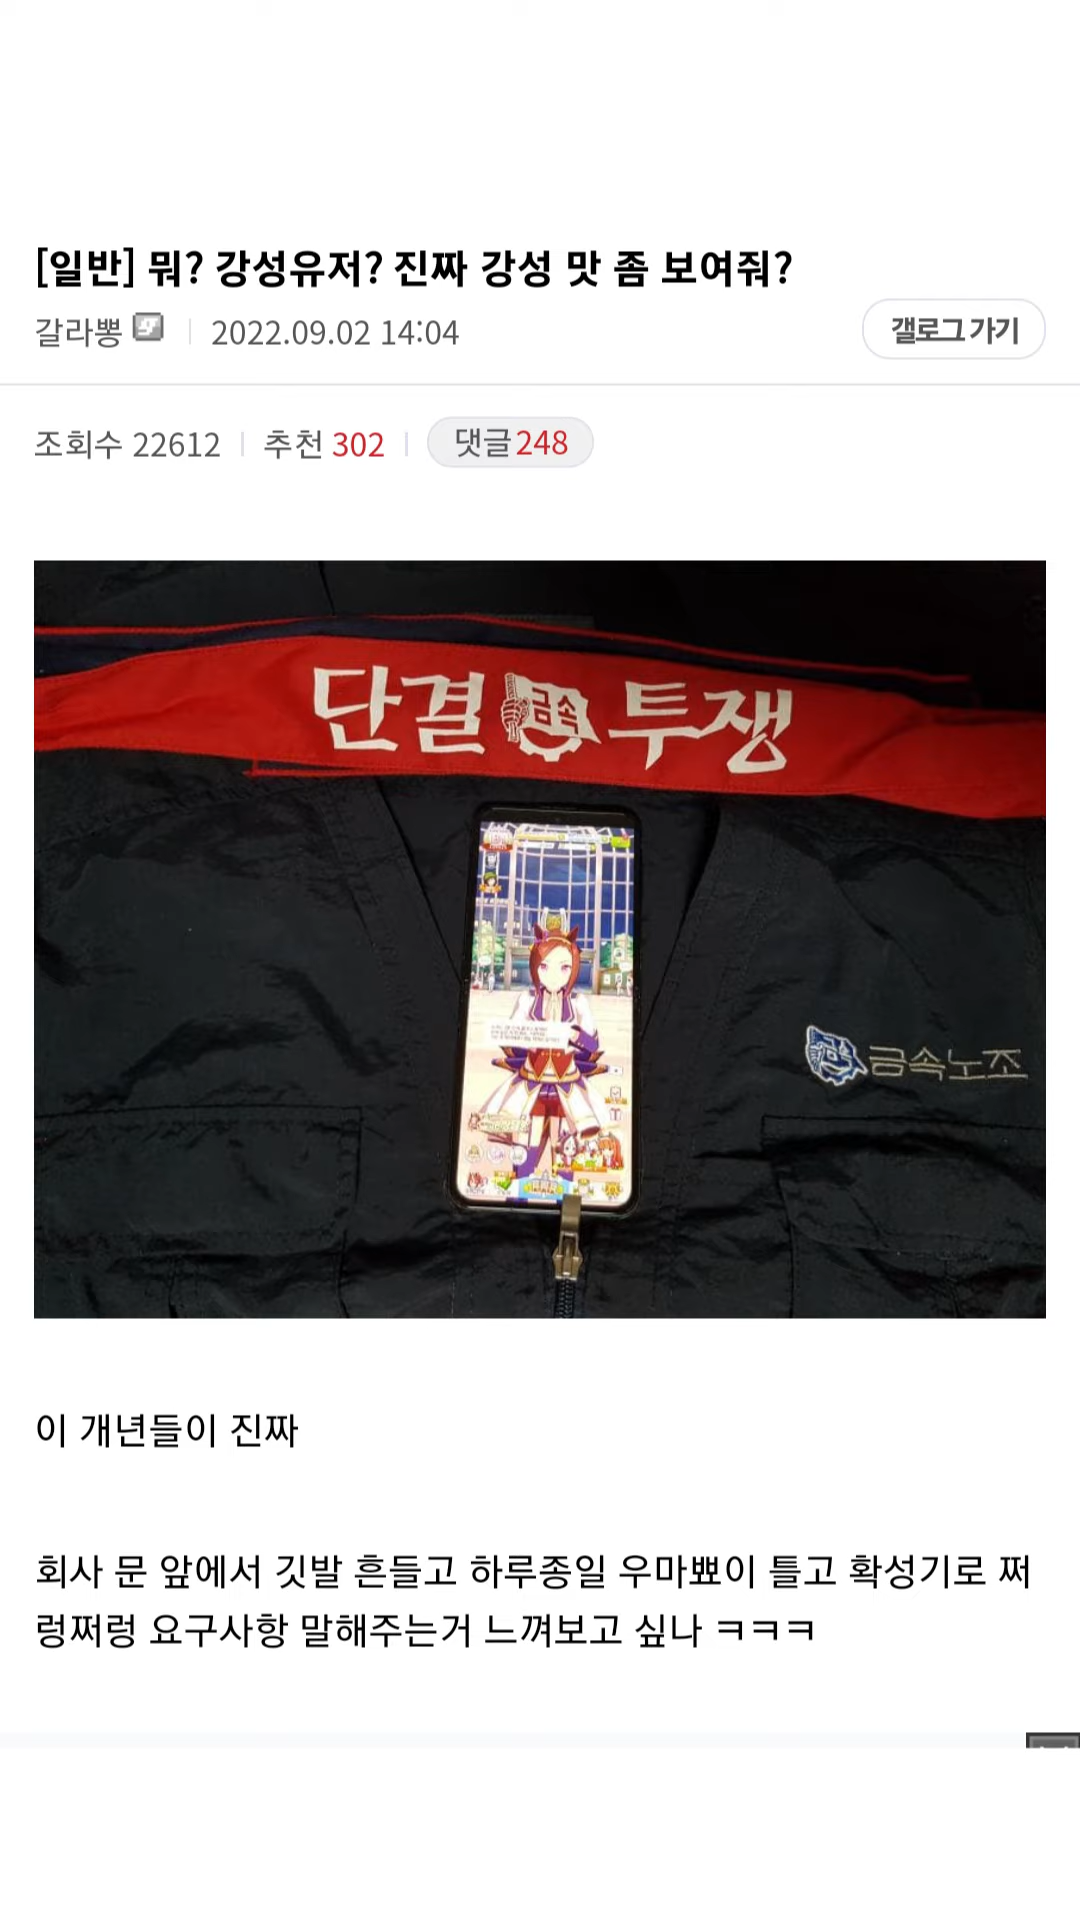 [일반] 뭐? 강성유저? 진짜 강성 맛 좀 보여줘?
갈라뽕 2022.09.02 14:04
갤로그 가기
조회수 22612 추천 302 댓글 248
단결 금속 투쟁
금속노조
이 개년들이 진짜
회사 문 앞에서 깃발 흔들고 하루종일 우마뾰이 틀고 확성기로 쩌
렁쩌렁 요구사항 말해주는거 느껴보고 싶나 ㅋㅋㅋ